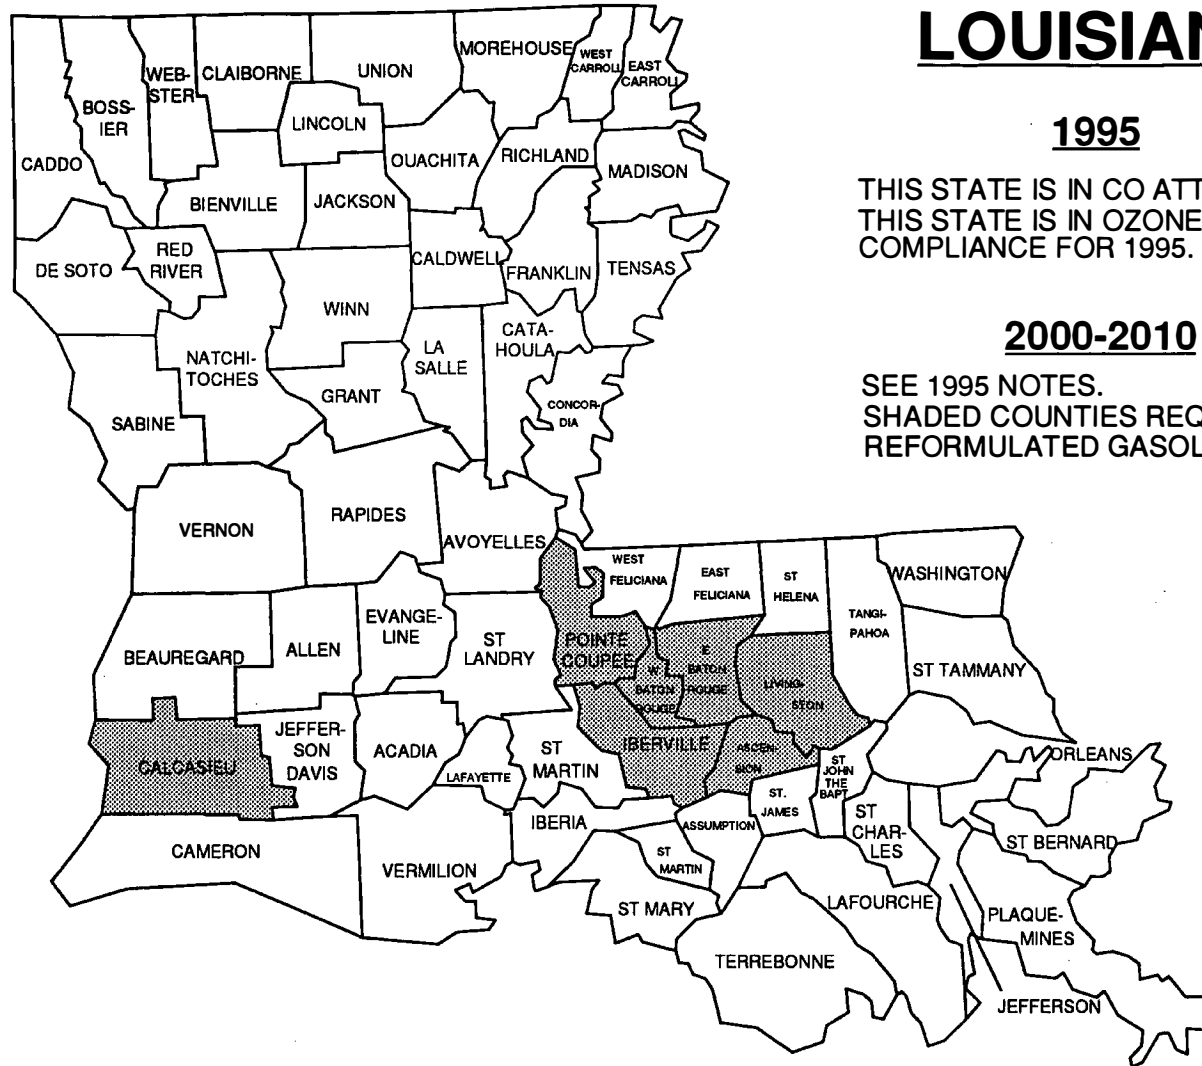 LOUISIAN
1995
THIS STATE IS IN CO ATT
THIS STATE IS IN OZONE
COMPLIANCE FOR 1995.
2000-2010
SEE 1995 NOTES.
SHADED COUNTIES REQ
REFORMULATED GASOL
CADDO
BOSS-
IER
WEB-
STER
CLAIBORNE
UNION
MOREHOUSE
WEST
CARROLL
EAST
CARROLL
LINCOLN
OUACHITA
RICHLAND
MADISON
BIENVILLE
JACKSON
DE SOTO
RED
RIVER
CALDWELL
FRANKLIN
TENSAS
WINN
NATCHI-
TOCHES
LA
SALLE
CATA-
HOULA
GRANT
CONCOR-
DIA
SABINE
VERNON
RAPIDES
AVOYELLES
WEST
FELICIANA
EAST
FELICIANA
ST
HELENA
WASHINGTON
TANGI-
PAHOA
BEAUREGARD
ALLEN
EVANGE-
LINE
ST
LANDRY
POINTE
COUPEE
W
BATON
ROUGE
E
BATON
ROUGE
LIVING-
STON
ST TAMMANY
CALCASIEU
JEFFER-
SON
DAVIS
ACADIA
LAFAYETTE
ST
MARTIN
IBERVILLE
ASCEN-
SION
ST
JOHN
THE
BAPT
ORLEANS
CAMERON
VERMILION
IBERIA
ASSUMPTION
ST.
JAMES
ST
CHAR-
LES
ST BERNARD
ST
MARTIN
ST MARY
LAFOURCHE
PLAQUE-
MINES
TERREBONNE
JEFFERSON